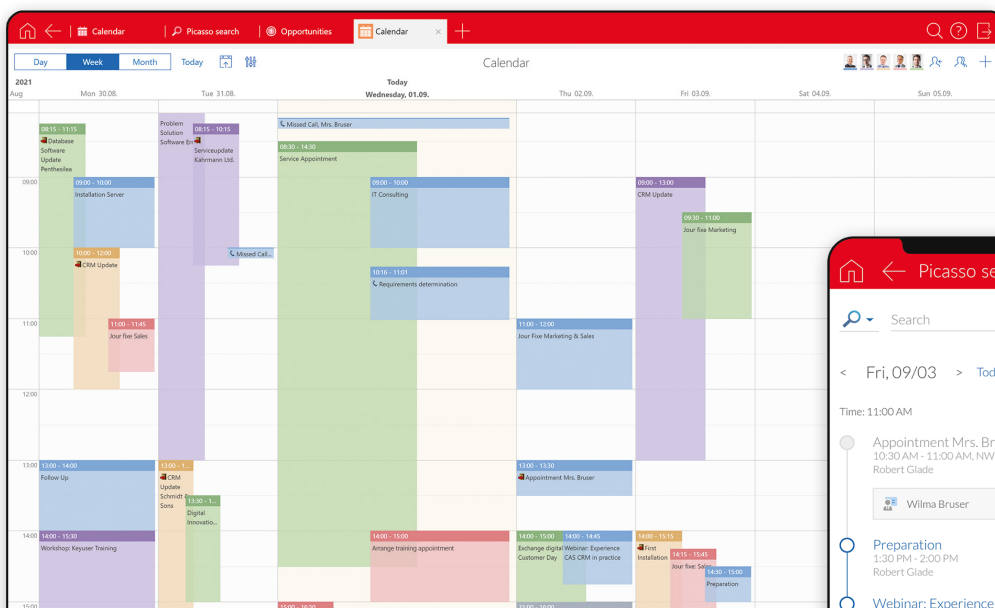 Calendar
Picasso search
Opportunities
Calendar
Day
Week
Month
Today
Calendar
2021
Aug
Mon 30.08.
Tue 31.08.
Today
Wednesday, 01.09.
Thu 02.09.
Fri 03.09.
Sat 04.09.
Sun 05.09.
09:00
10:00
11:00
12:00
13:00
14:00
15:00
08:15 - 11:15
Database
Software
Update
Penthesilea
09:00 - 10:00
Installation Server
10:00 - 12:00
CRM Update
11:00 - 11:45
Jour fixe Sales
13:00 - 14:00
Follow Up
14:00 - 15:30
Workshop: Keyuser Training
Problem
Solution
Software Err
08:15 - 10:15
Serviceupdate
Kahrmann Ltd.
Missed Call...
13:00 - 1...
CRM
Update
Schmidt &
Sons
13:30 - 1...
Digital
Innovatio...
Missed Call, Mrs. Bruser
08:30 - 14:30
Service Appointment
09:00 - 10:00
IT Consulting
10:16 - 11:01
Requirements determination
14:00 - 15:00
Arrange training appointment
15:00 - 16:30
11:00 - 12:00
Jour Fixe Marketing & Sales
13:00 - 13:30
Appointment Mrs. Bruser
14:00 - 15:00
Exchange digital
Customer Day
14:00 - 14:45
Webinar: Experience
CAS CRM in practice
09:00 - 13:00
CRM Update
09:30 - 11:00
Jour fixe Marketing
14:00 - 15:15
First
Installation
14:15 - 15:45
Jour fixe: Sales
14:30 - 15:00
Preparation
Picasso se
Search
< Fri, 09/03 > Tod
Time: 11:00 AM
Appointment Mrs. Br
10:30 AM - 11:00 AM, NW
Robert Glade
Wilma Bruser
Preparation
1:30 PM - 2:00 PM
Robert Glade
Webinar: Experience